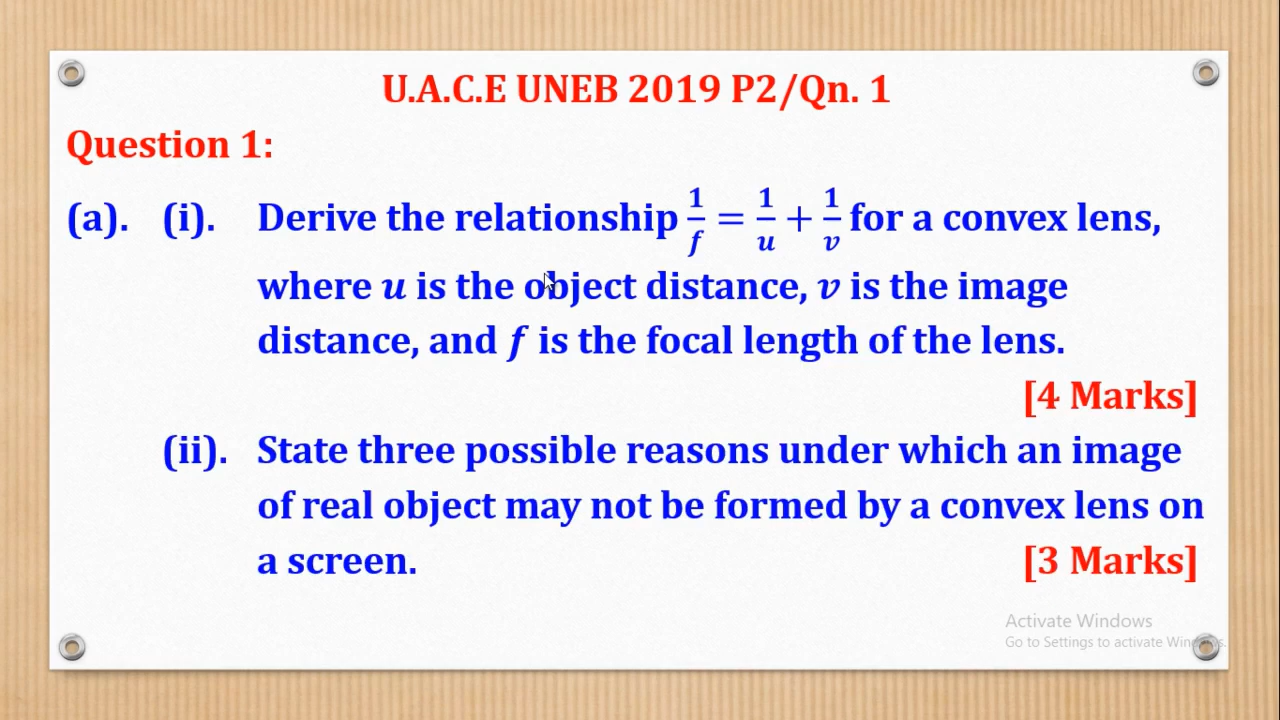 U.A.C.E UNEB 2019 P2/Qn. 1
Question 1:
(a). (i). Derive the relationship 1/f = 1/u + 1/v for a convex lens,
where u is the object distance, v is the image
distance, and f is the focal length of the lens.
[4 Marks]
(ii). State three possible reasons under which an image
of real object may not be formed by a convex lens on
a screen. [3 Marks]
Activate Windows
Go to Settings to activate Windows.